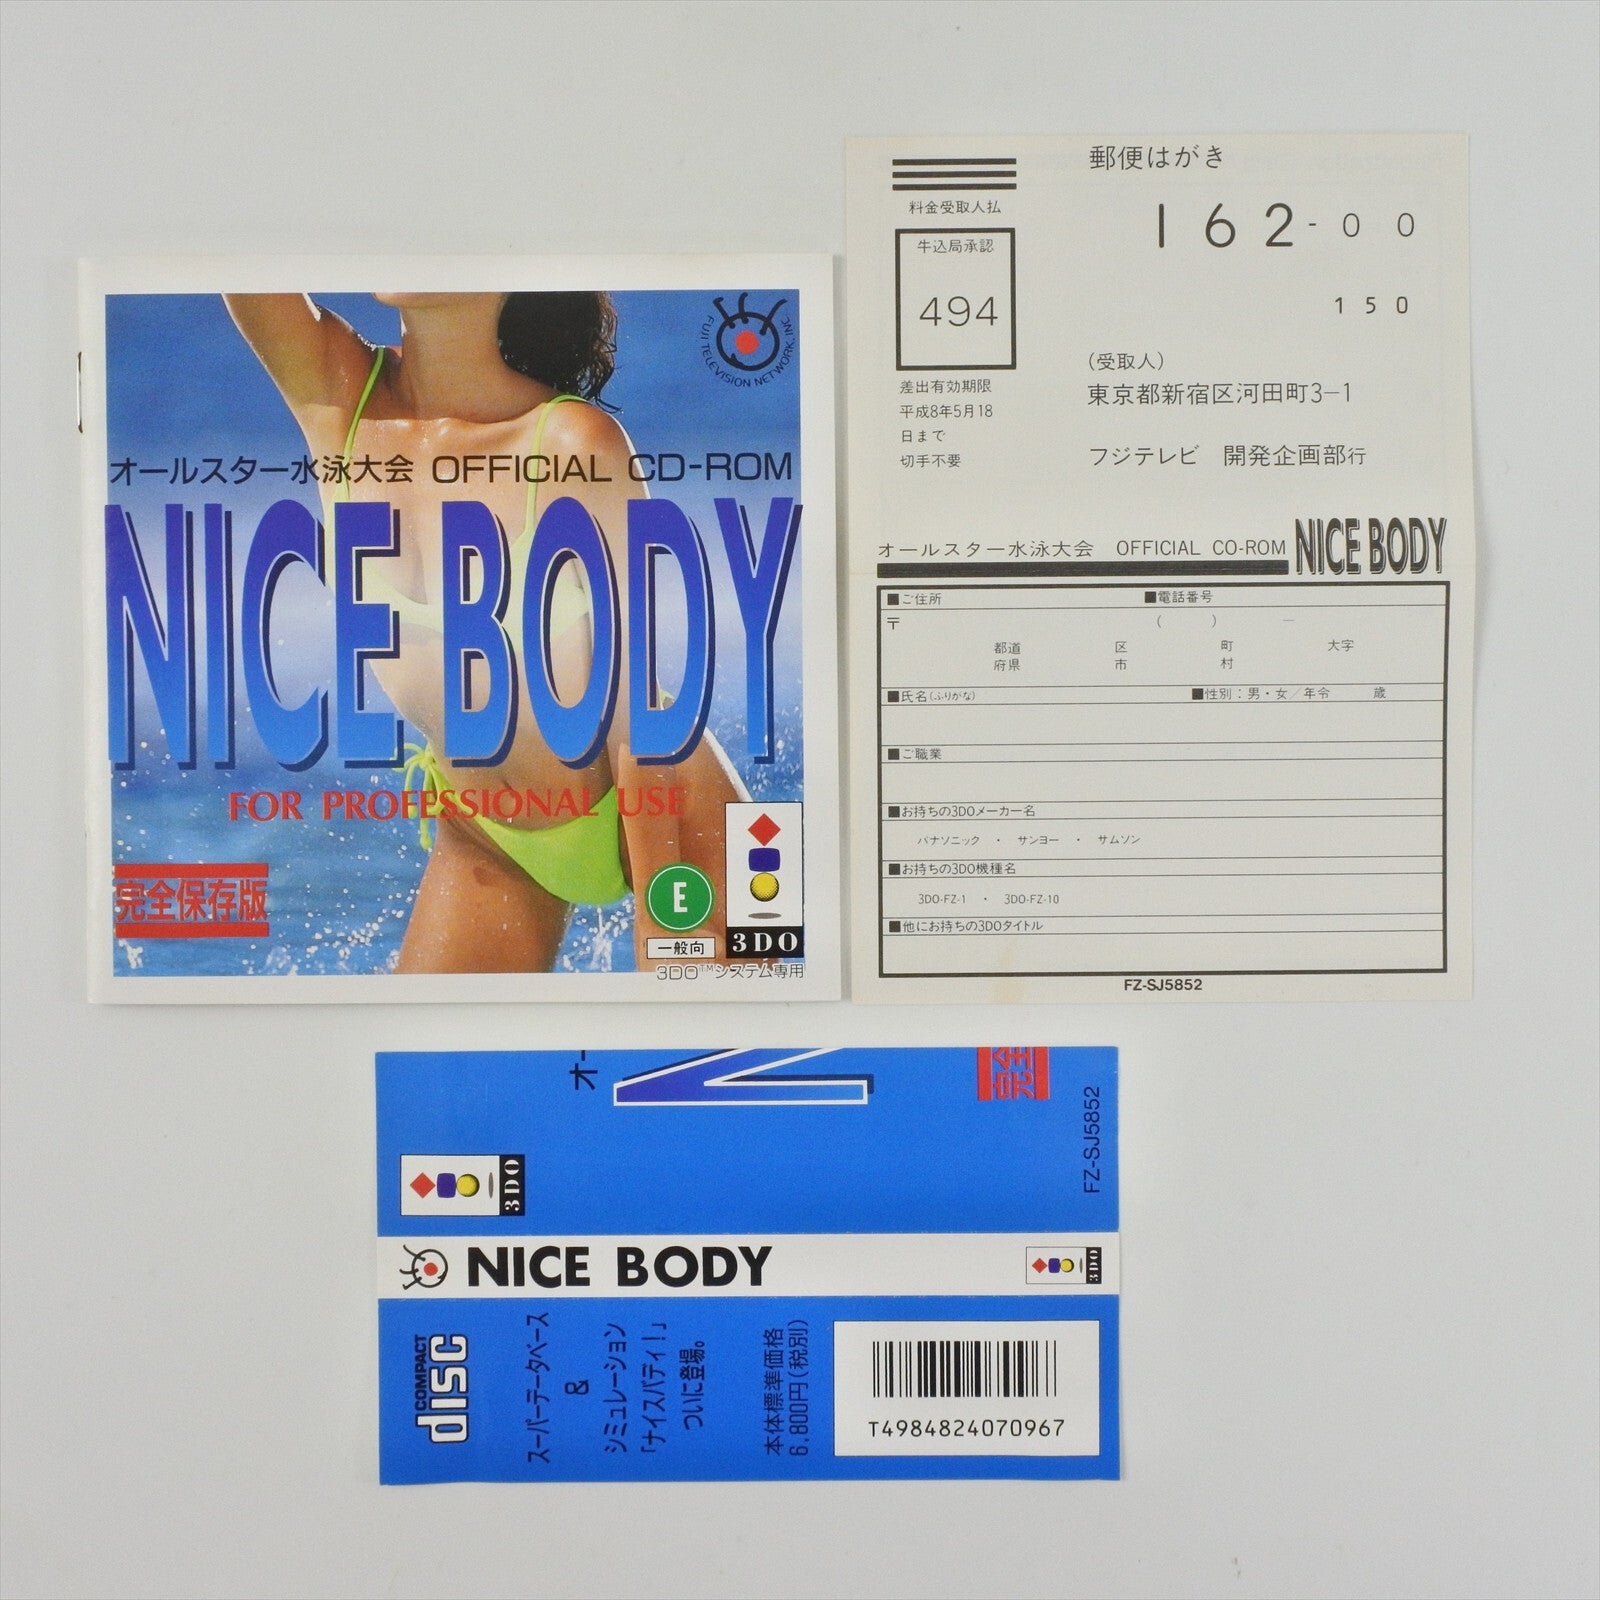 FUJI TELEVISION NETWORK, INC.
オールスター水泳大会 OFFICIAL CD-ROM
NICE BODY
FOR PROFESSIONAL USE
完全保存版
E
一般向
3DO
3DO™システム専用
郵便はがき
料金受取人払
牛込局承認
494
差出有効期限
平成8年5月18
日まで
切手不要
162-00
150
(受取人)
東京都新宿区河田町3-1
フジテレビ 開発企画部行
オールスター水泳大会 OFFICIAL CD-ROM NICE BODY
■ご住所 ■電話番号
〒 ( ) ー
都道 区 町 大字
府県 市 村
■氏名(ふりがな) ■性別:男・女/年令 歳
■ご職業
■お持ちの3DOメーカー名
パナソニック ・ サンヨー ・ サムソン
■お持ちの3DO機種名
3DO-FZ-1 ・ 3DO-FZ-10
■他にお持ちの3DOタイトル
FZ-SJ5852
オー
N
完全
3DO
FZ-SJ5852
NICE BODY
3DO
COMPACT
disc
スーパーデータベース
&
シミュレーション
「ナイスバディ!」
ついに登場。
本体標準価格
6,800円(税別)
T4984824070967